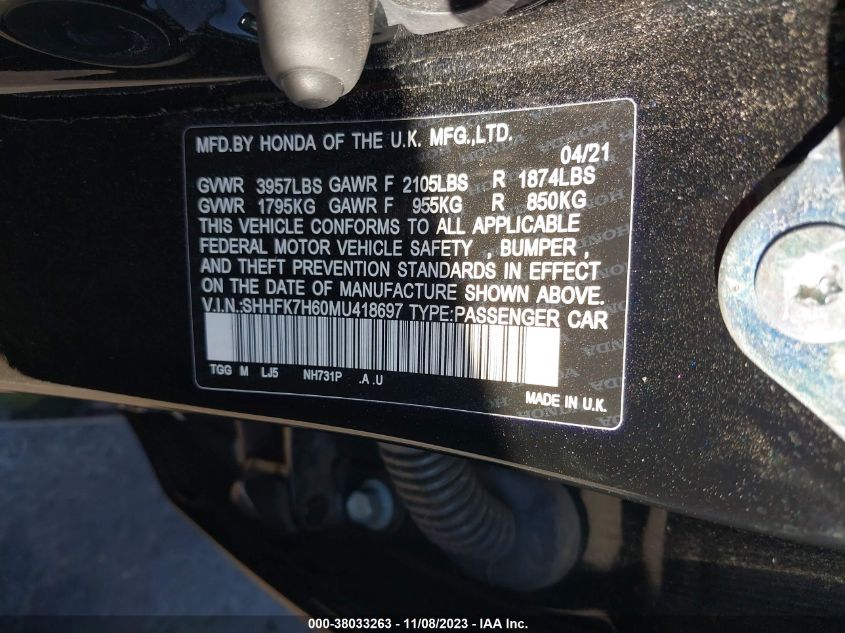 MFD.BY HONDA OF THE U.K. MFG.,LTD.
04/21
GVWR 3957LBS GAWR F 2105LBS R 1874LBS
GVWR 1795KG GAWR F 955KG R 850KG
THIS VEHICLE CONFORMS TO ALL APPLICABLE
FEDERAL MOTOR VEHICLE SAFETY , BUMPER ,
AND THEFT PREVENTION STANDARDS IN EFFECT
ON THE DATE OF MANUFACTURE SHOWN ABOVE.
V.I.N.:SHHFK7H60MU418697 TYPE:PASSENGER CAR
TGG M LJ5 NH731P .A .U
MADE IN U.K.
000-38033263 - 11/08/2023 - IAA Inc.